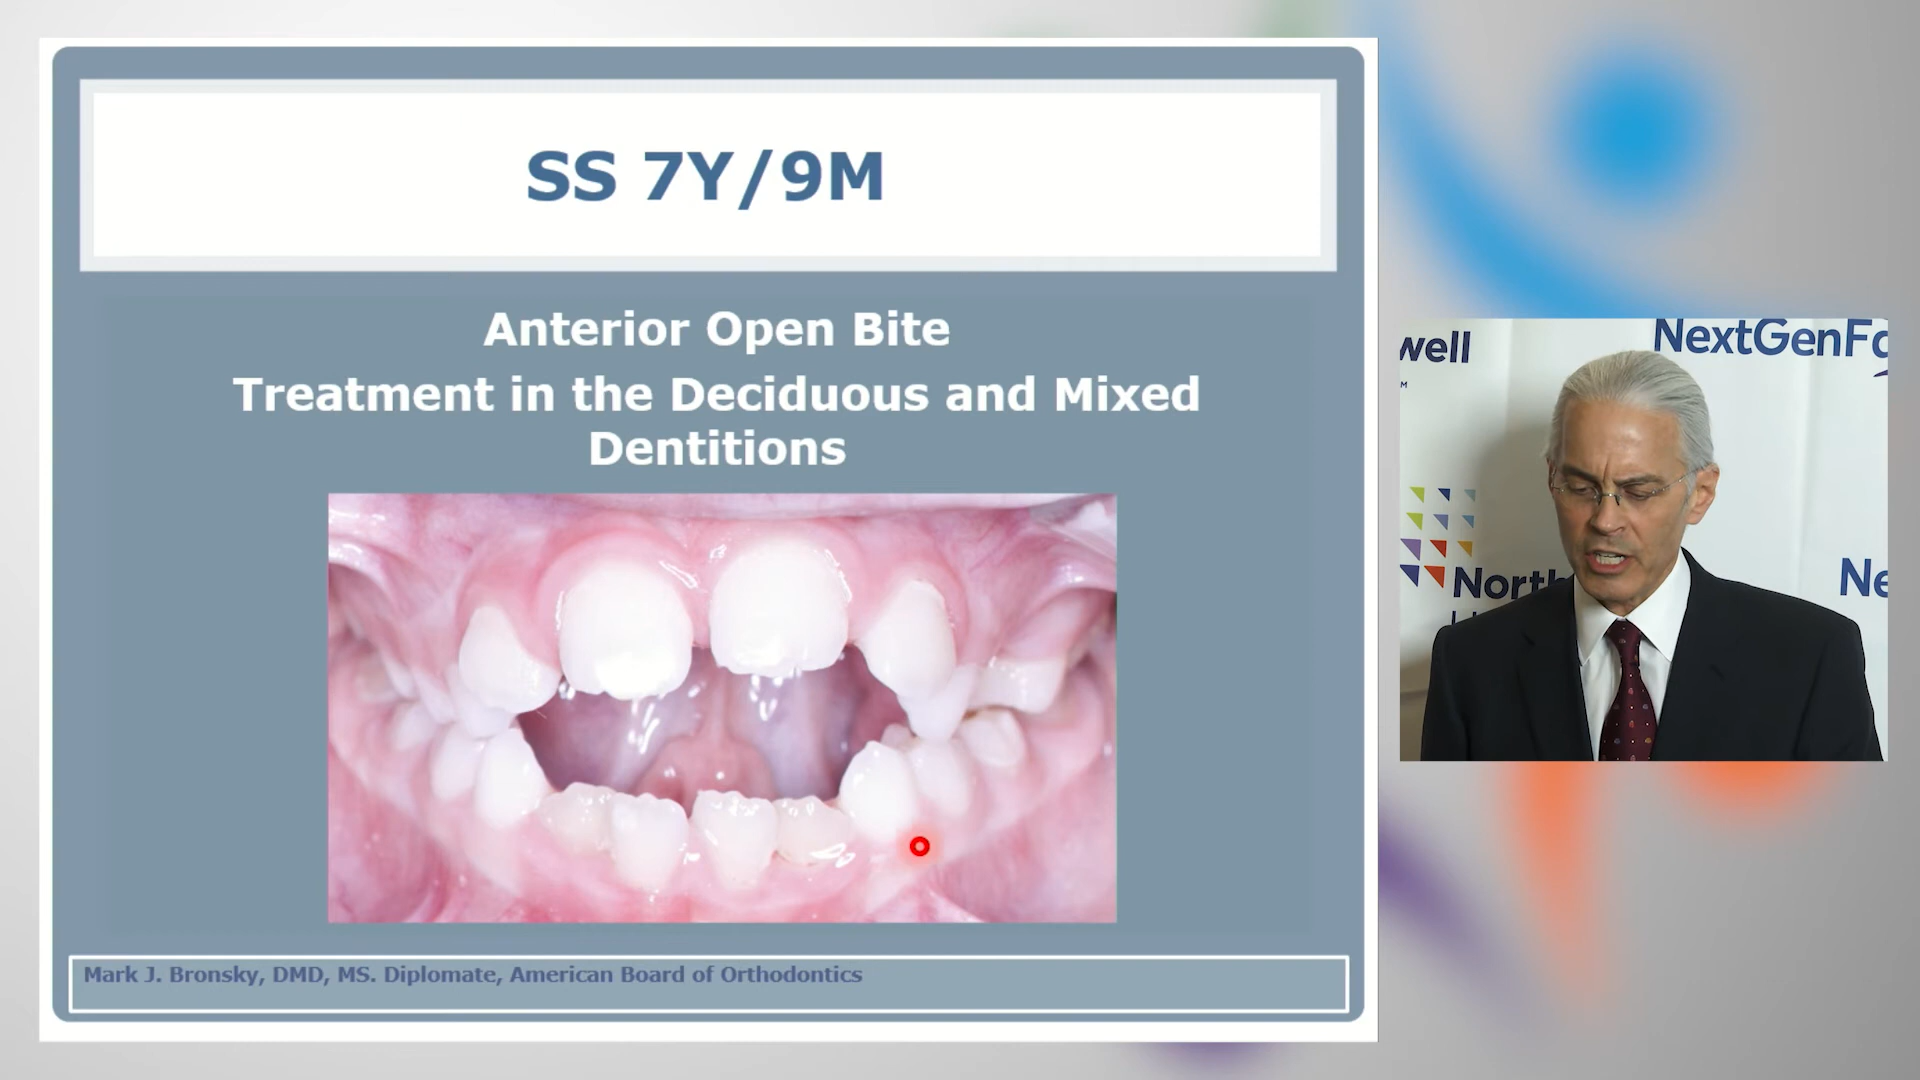 SS 7Y/9M
Anterior Open Bite
Treatment in the Deciduous and Mixed
Dentitions
Mark J. Bronsky, DMD, MS. Diplomate, American Board of Orthodontics
well
NextGenFa
North
Ne